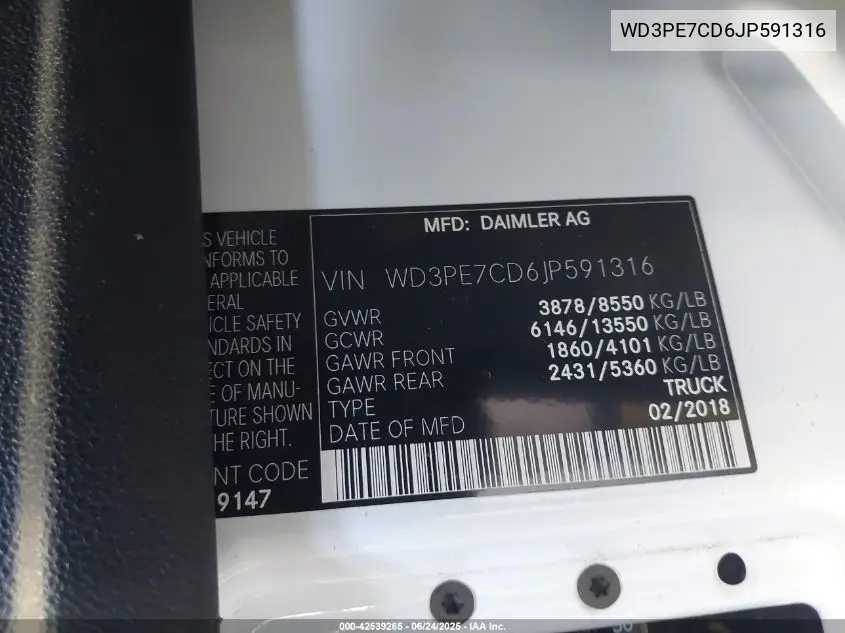 WD3PE7CD6JP591316
S VEHICLE
NFORMS TO
APPLICABLE
ERAL
ICLE SAFETY
NDARDS IN
ECT ON THE
E OF MANU-
TURE SHOWN
HE RIGHT.
NT CODE
9147
MFD: DAIMLER AG
VIN WD3PE7CD6JP591316
GVWR 3878/8550 KG/LB
GCWR 6146/13550 KG/LB
GAWR FRONT 1860/4101 KG/LB
GAWR REAR 2431/5360 KG/LB
TYPE TRUCK
DATE OF MFD 02/2018
000-42539265 - 06/24/2025 - IAA Inc.